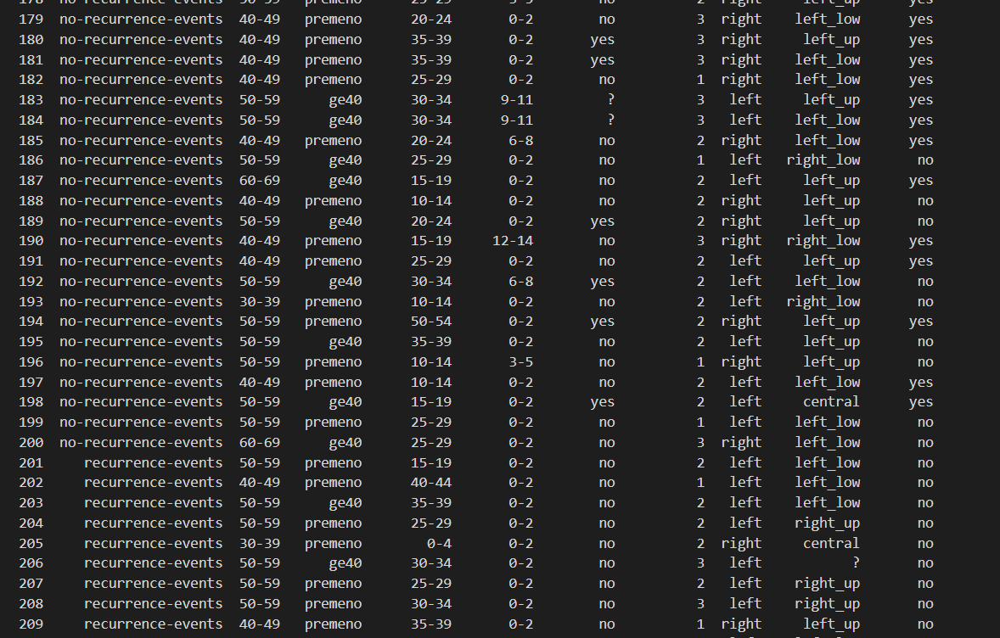 178 no-recurrence-events 50-59 premeno 25-29 3-5 no 2 right left_up yes
179 no-recurrence-events 40-49 premeno 20-24 0-2 no 3 right left_low yes
180 no-recurrence-events 40-49 premeno 35-39 0-2 yes 3 right left_up yes
181 no-recurrence-events 40-49 premeno 35-39 0-2 yes 3 right left_low yes
182 no-recurrence-events 40-49 premeno 25-29 0-2 no 1 right left_low yes
183 no-recurrence-events 50-59 ge40 30-34 9-11 ? 3 left left_up yes
184 no-recurrence-events 50-59 ge40 30-34 9-11 ? 3 left left_low yes
185 no-recurrence-events 40-49 premeno 20-24 6-8 no 2 right left_low yes
186 no-recurrence-events 50-59 ge40 25-29 0-2 no 1 left right_low no
187 no-recurrence-events 60-69 ge40 15-19 0-2 no 2 left left_up yes
188 no-recurrence-events 40-49 premeno 10-14 0-2 no 2 right left_up no
189 no-recurrence-events 50-59 ge40 20-24 0-2 yes 2 right left_up no
190 no-recurrence-events 40-49 premeno 15-19 12-14 no 3 right right_low yes
191 no-recurrence-events 40-49 premeno 25-29 0-2 no 2 left left_up yes
192 no-recurrence-events 50-59 ge40 30-34 6-8 yes 2 left left_low no
193 no-recurrence-events 30-39 premeno 10-14 0-2 no 2 left right_low no
194 no-recurrence-events 50-59 premeno 50-54 0-2 yes 2 right left_up yes
195 no-recurrence-events 50-59 ge40 35-39 0-2 no 2 left left_up no
196 no-recurrence-events 50-59 premeno 10-14 3-5 no 1 right left_up no
197 no-recurrence-events 40-49 premeno 10-14 0-2 no 2 left left_low yes
198 no-recurrence-events 50-59 ge40 15-19 0-2 yes 2 left central yes
199 no-recurrence-events 50-59 premeno 25-29 0-2 no 1 left left_low no
200 no-recurrence-events 60-69 ge40 25-29 0-2 no 3 right left_low no
201 recurrence-events 50-59 premeno 15-19 0-2 no 2 left left_low no
202 recurrence-events 40-49 premeno 40-44 0-2 no 1 left left_low no
203 recurrence-events 50-59 ge40 35-39 0-2 no 2 left left_low no
204 recurrence-events 50-59 premeno 25-29 0-2 no 2 left right_up no
205 recurrence-events 30-39 premeno 0-4 0-2 no 2 right central no
206 recurrence-events 50-59 ge40 30-34 0-2 no 3 left ? no
207 recurrence-events 50-59 premeno 25-29 0-2 no 2 left right_up no
208 recurrence-events 50-59 premeno 30-34 0-2 no 3 left right_up no
209 recurrence-events 40-49 premeno 35-39 0-2 no 1 right left_up no